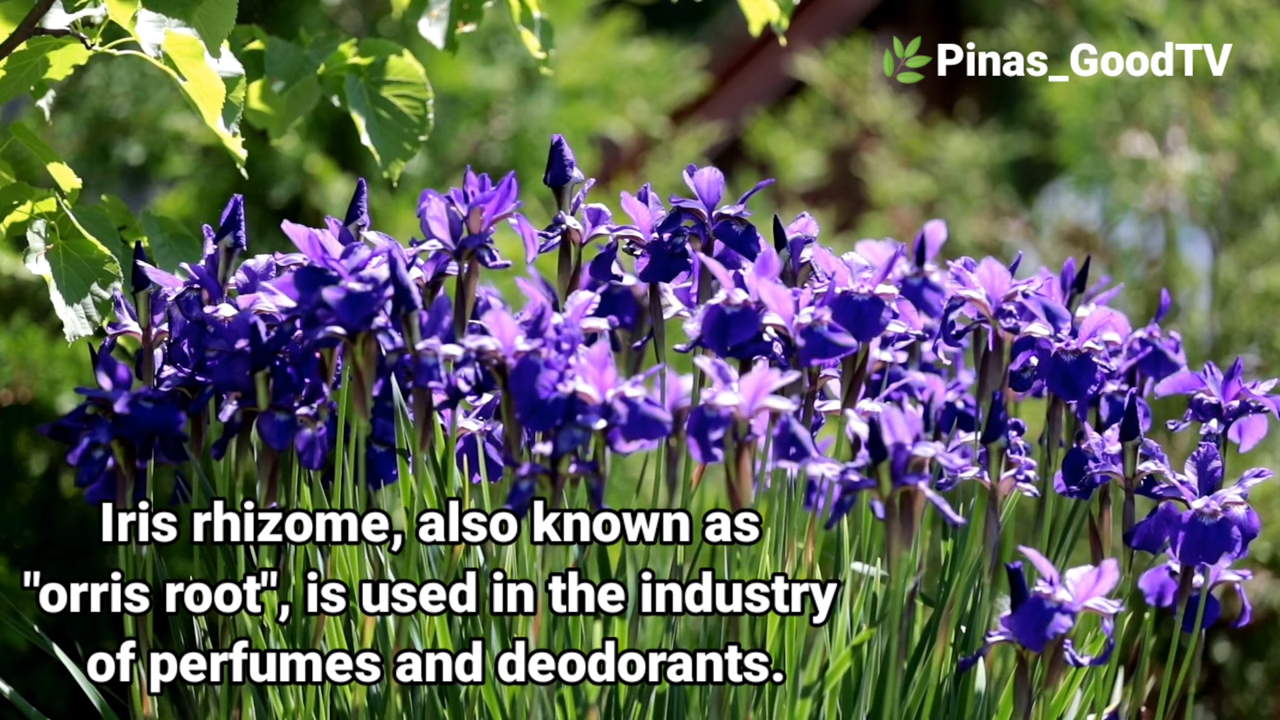 Pinas_GoodTV
Iris rhizome, also known as
"orris root", is used in the industry
of perfumes and deodorants.